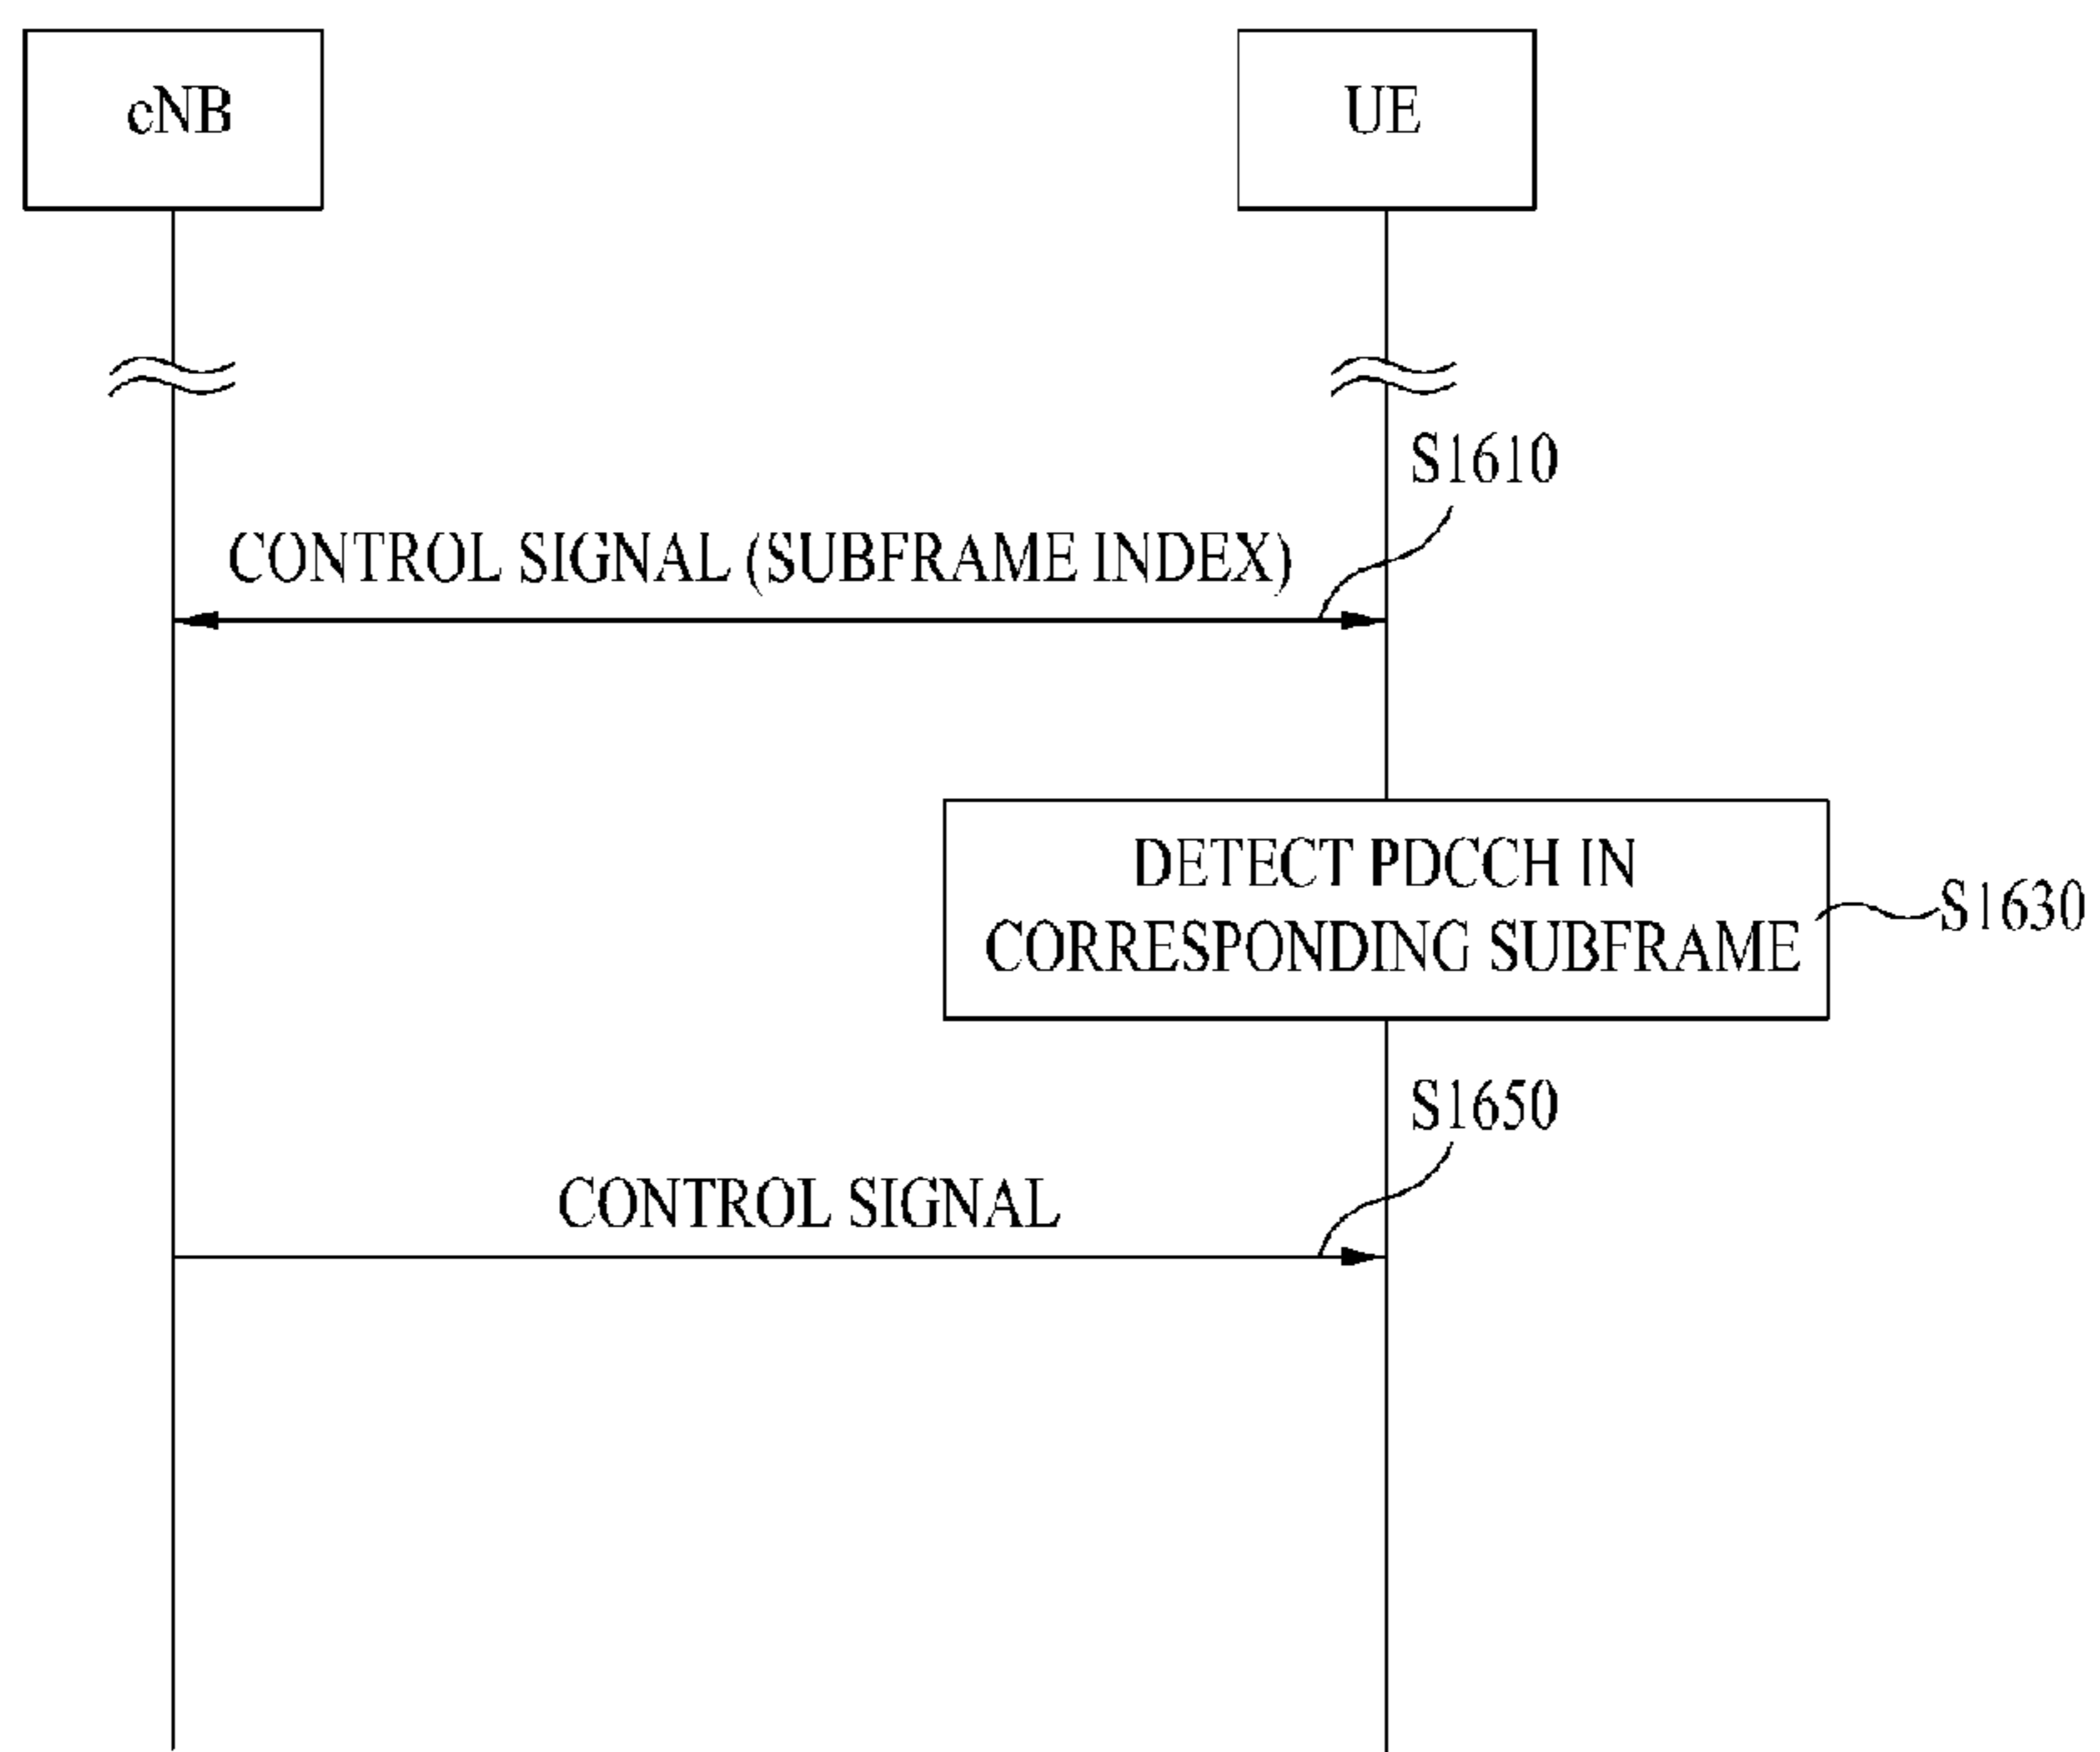 cNB
UE
S1610
CONTROL SIGNAL (SUBFRAME INDEX)
DETECT PDCCH IN
CORRESPONDING SUBFRAME
S1630
S1650
CONTROL SIGNAL